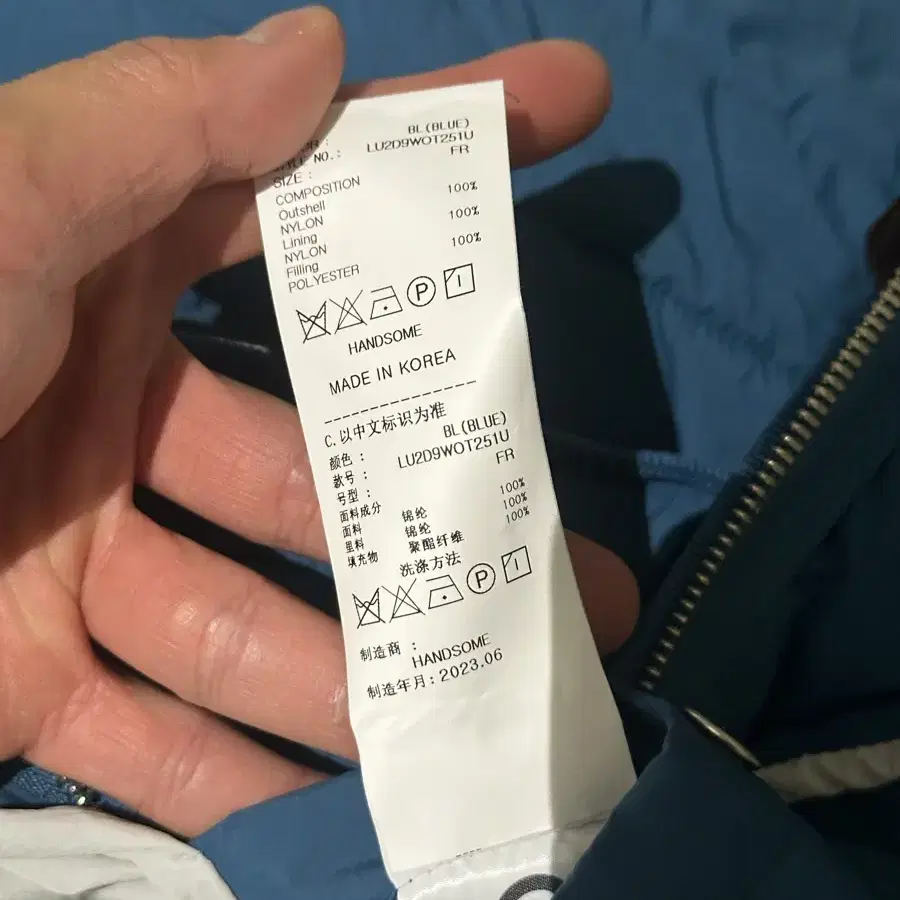 BL(BLUE)
NO.: LU2D9WOT251U
SIZE : FR
COMPOSITION
Outshell 100%
NYLON
Lining 100%
NYLON
Filling 100%
POLYESTER
P
HANDSOME
MADE IN KOREA
C.以中文标识为准
颜色 : BL(BLUE)
款号 : LU2D9WOT251U
号型 : FR
面料成分
面料 锦纶 100%
里料 锦纶 100%
填充物 聚酯纤维 100%
洗涤方法
P
制造商 : HANDSOME
制造年月: 2023.06